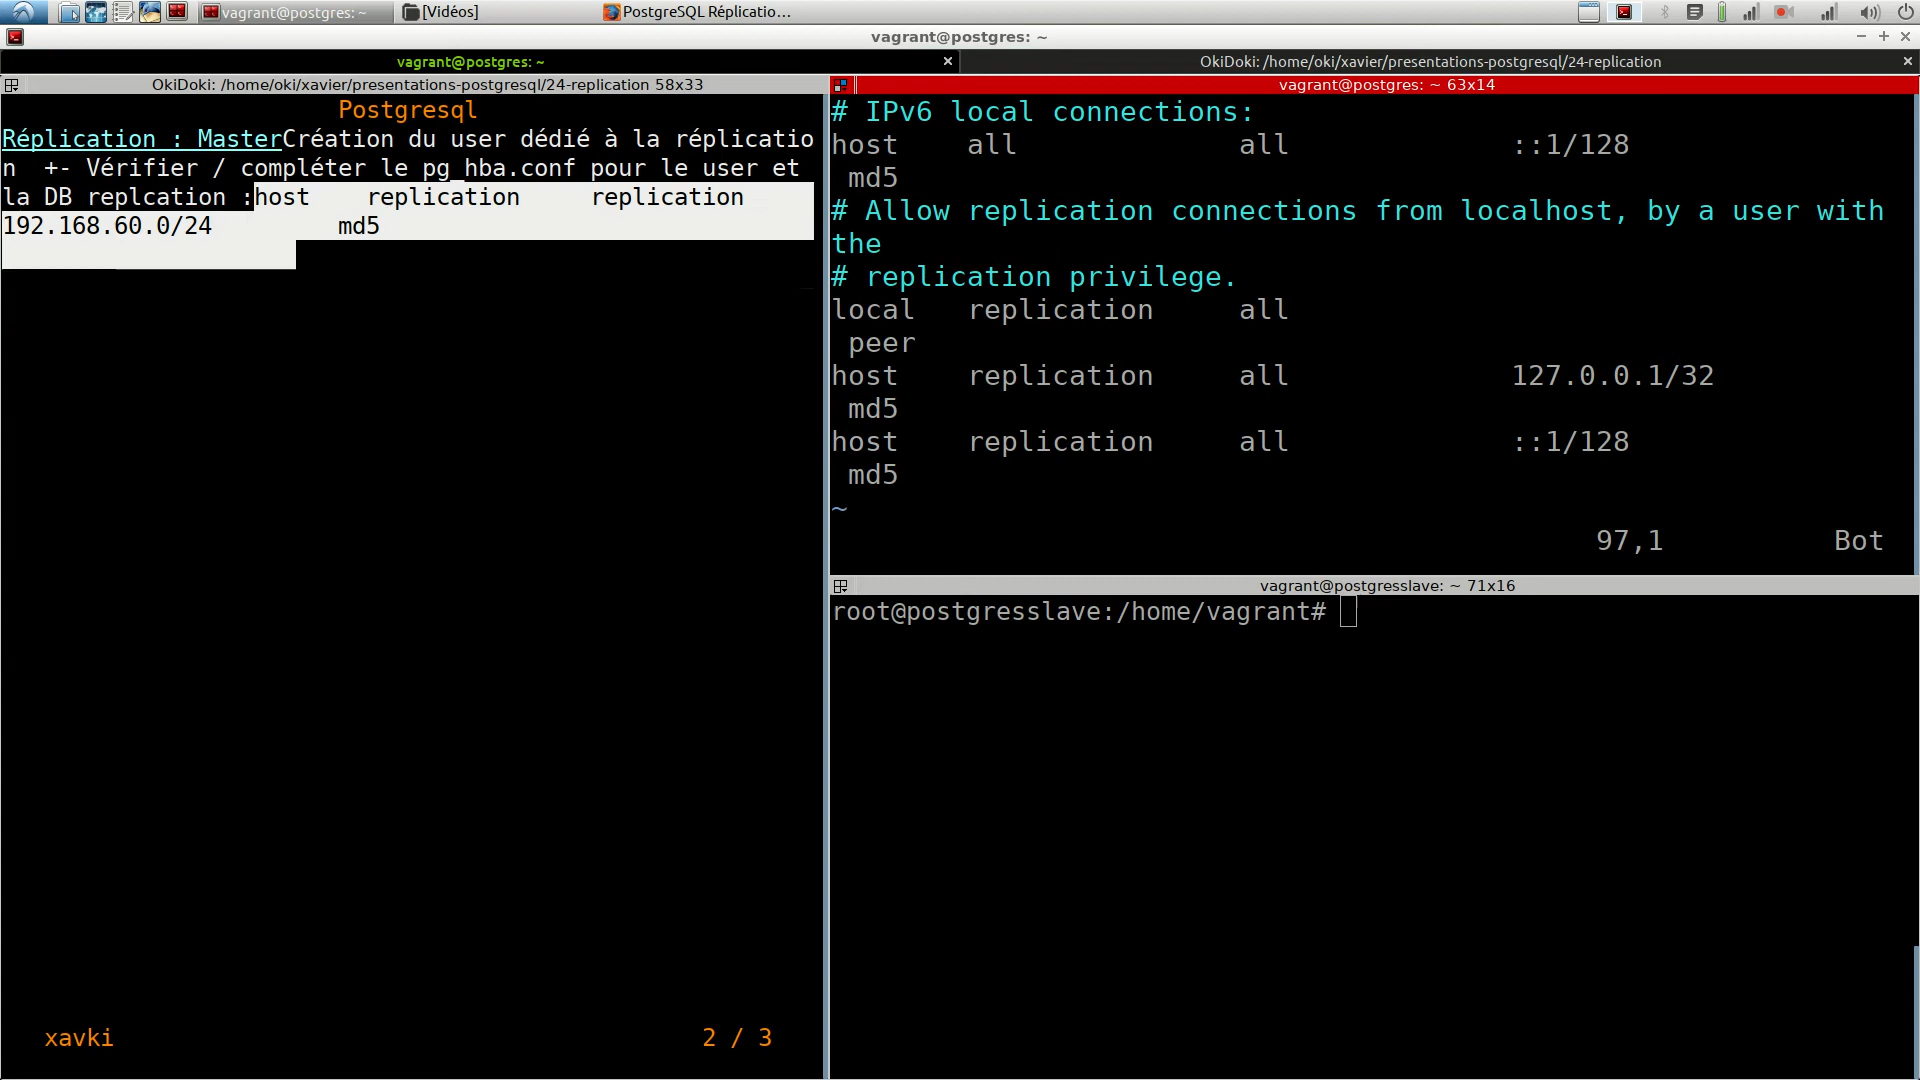 vagrant@postgres: ~
[Vidéos]
PostgreSQL Réplicatio...
vagrant@postgres: ~
vagrant@postgres: ~
OkiDoki: /home/oki/xavier/presentations-postgresql/24-replication
OkiDoki: /home/oki/xavier/presentations-postgresql/24-replication 58x33
Postgresql
Réplication : MasterCréation du user dédié à la réplicatio
n  +- Vérifier / compléter le pg_hba.conf pour le user et
la DB replcation :host    replication     replication
192.168.60.0/24         md5
xavki
2 / 3
vagrant@postgres: ~ 63x14
# IPv6 local connections:
host    all             all             ::1/128
 md5
# Allow replication connections from localhost, by a user with
the
# replication privilege.
local   replication     all
 peer
host    replication     all             127.0.0.1/32
 md5
host    replication     all             ::1/128
 md5
~
97,1          Bot
vagrant@postgresslave: ~ 71x16
root@postgresslave:/home/vagrant#